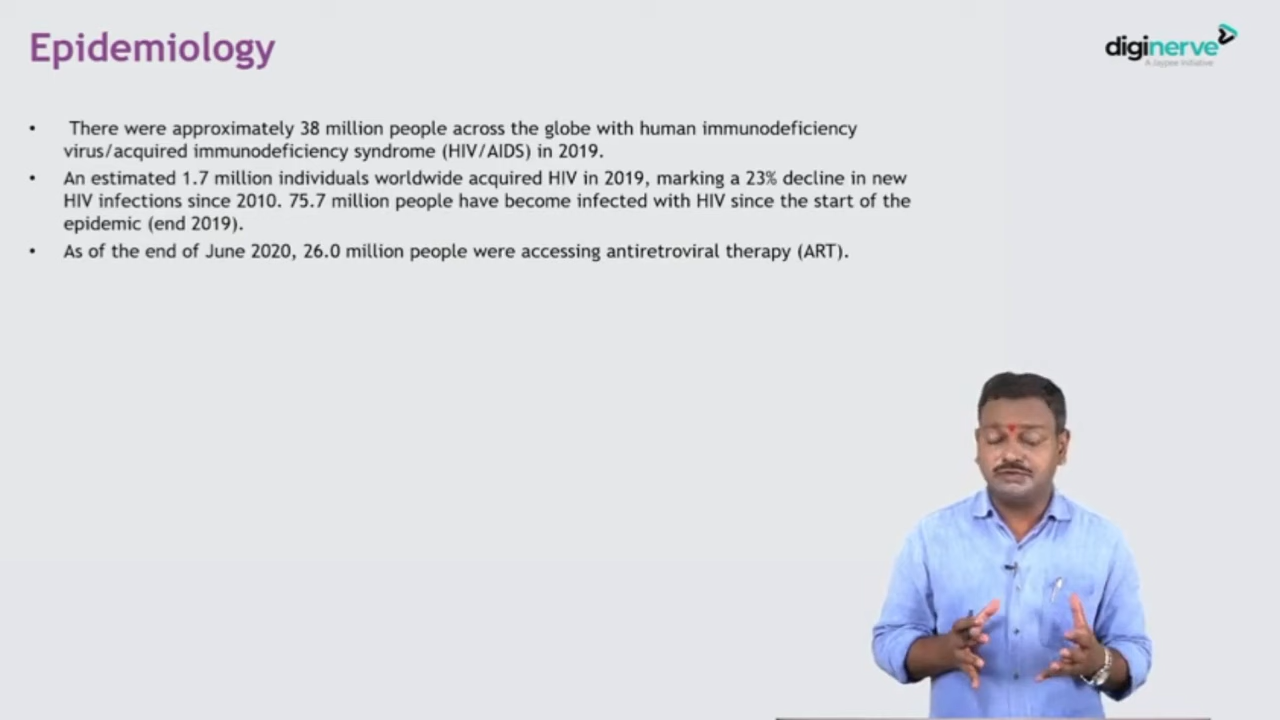 Epidemiology
diginerve
A Jaypee Initiative
• There were approximately 38 million people across the globe with human immunodeficiency
virus/acquired immunodeficiency syndrome (HIV/AIDS) in 2019.
• An estimated 1.7 million individuals worldwide acquired HIV in 2019, marking a 23% decline in new
HIV infections since 2010. 75.7 million people have become infected with HIV since the start of the
epidemic (end 2019).
• As of the end of June 2020, 26.0 million people were accessing antiretroviral therapy (ART).